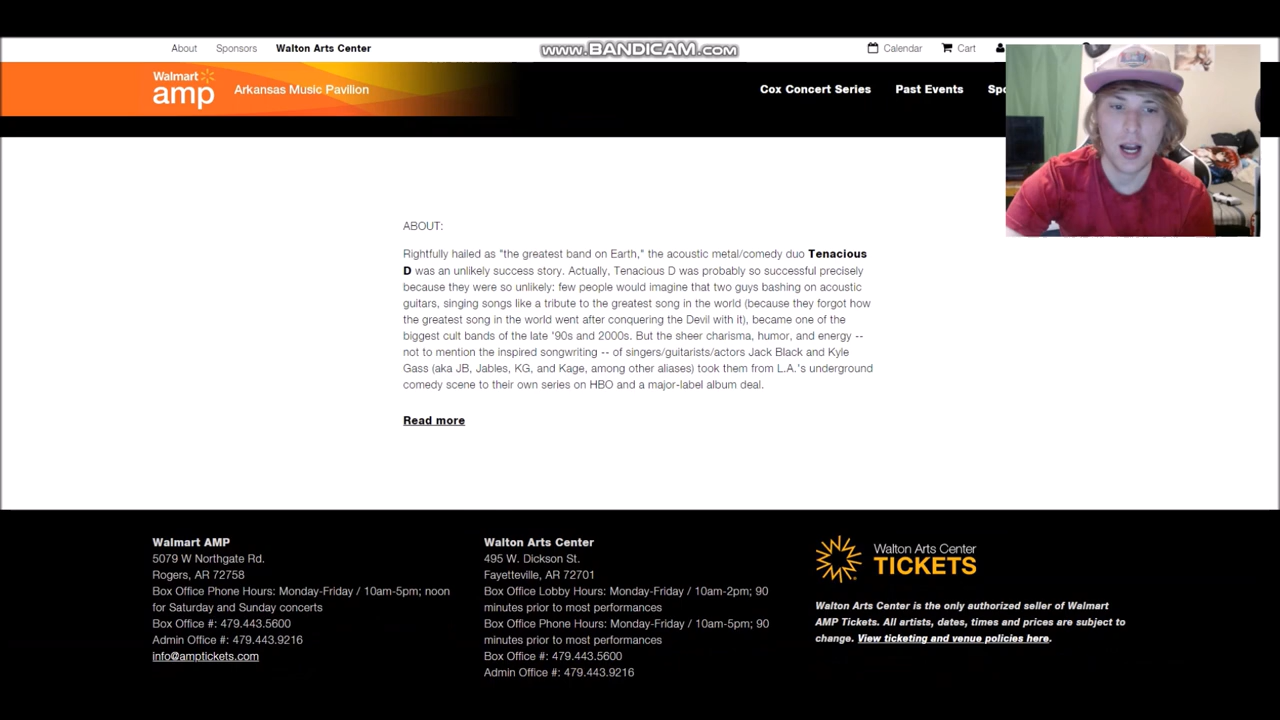 About Sponsors Walton Arts Center
www.BANDICAM.com
Calendar Cart
Walmart
amp
Arkansas Music Pavilion
Cox Concert Series Past Events
ABOUT:
Rightfully hailed as "the greatest band on Earth," the acoustic metal/comedy duo Tenacious
D was an unlikely success story. Actually, Tenacious D was probably so successful precisely
because they were so unlikely: few people would imagine that two guys bashing on acoustic
guitars, singing songs like a tribute to the greatest song in the world (because they forgot how
the greatest song in the world went after conquering the Devil with it), became one of the
biggest cult bands of the late '90s and 2000s. But the sheer charisma, humor, and energy --
not to mention the inspired songwriting -- of singers/guitarists/actors Jack Black and Kyle
Gass (aka JB, Jables, KG, and Kage, among other aliases) took them from L.A.'s underground
comedy scene to their own series on HBO and a major-label album deal.
Read more
Walmart AMP
5079 W Northgate Rd.
Rogers, AR 72758
Box Office Phone Hours: Monday-Friday / 10am-5pm; noon
for Saturday and Sunday concerts
Box Office #: 479.443.5600
Admin Office #: 479.443.9216
info@amptickets.com
Walton Arts Center
495 W. Dickson St.
Fayetteville, AR 72701
Box Office Lobby Hours: Monday-Friday / 10am-2pm; 90
minutes prior to most performances
Box Office Phone Hours: Monday-Friday / 10am-5pm; 90
minutes prior to most performances
Box Office #: 479.443.5600
Admin Office #: 479.443.9216
Walton Arts Center
TICKETS
Walton Arts Center is the only authorized seller of Walmart
AMP Tickets. All artists, dates, times and prices are subject to
change. View ticketing and venue policies here.